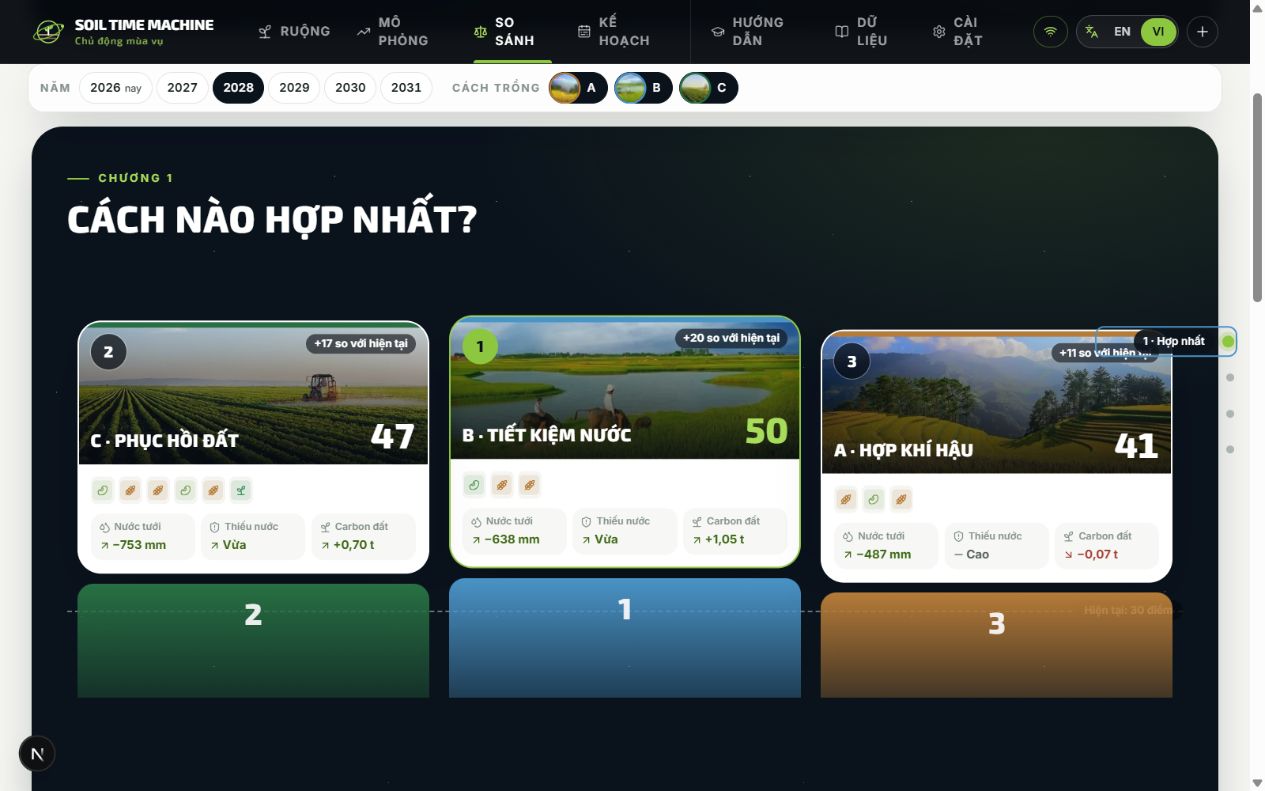 SOIL TIME MACHINE
Chủ động mùa vụ
RUỘNG
MÔ PHỎNG
SO SÁNH
KẾ HOẠCH
HƯỚNG DẪN
DỮ LIỆU
CÀI ĐẶT
EN VI
NĂM 2026 nay 2027 2028 2029 2030 2031 CÁCH TRỒNG A B C
CHƯƠNG 1
CÁCH NÀO HỢP NHẤT?
2
+17 so với hiện tại
C · PHỤC HỒI ĐẤT 47
Nước tưới Thiếu nước Carbon đất
−753 mm Vừa +0,70 t
2
1
+20 so với hiện tại
B · TIẾT KIỆM NƯỚC 50
Nước tưới Thiếu nước Carbon đất
−638 mm Vừa +1,05 t
1
3
+11 so với hiện tại
A · HỢP KHÍ HẬU 41
Nước tưới Thiếu nước Carbon đất
−487 mm Cao −0,07 t
3
1 · Hợp nhất
Hiện tại: 30 điểm
N